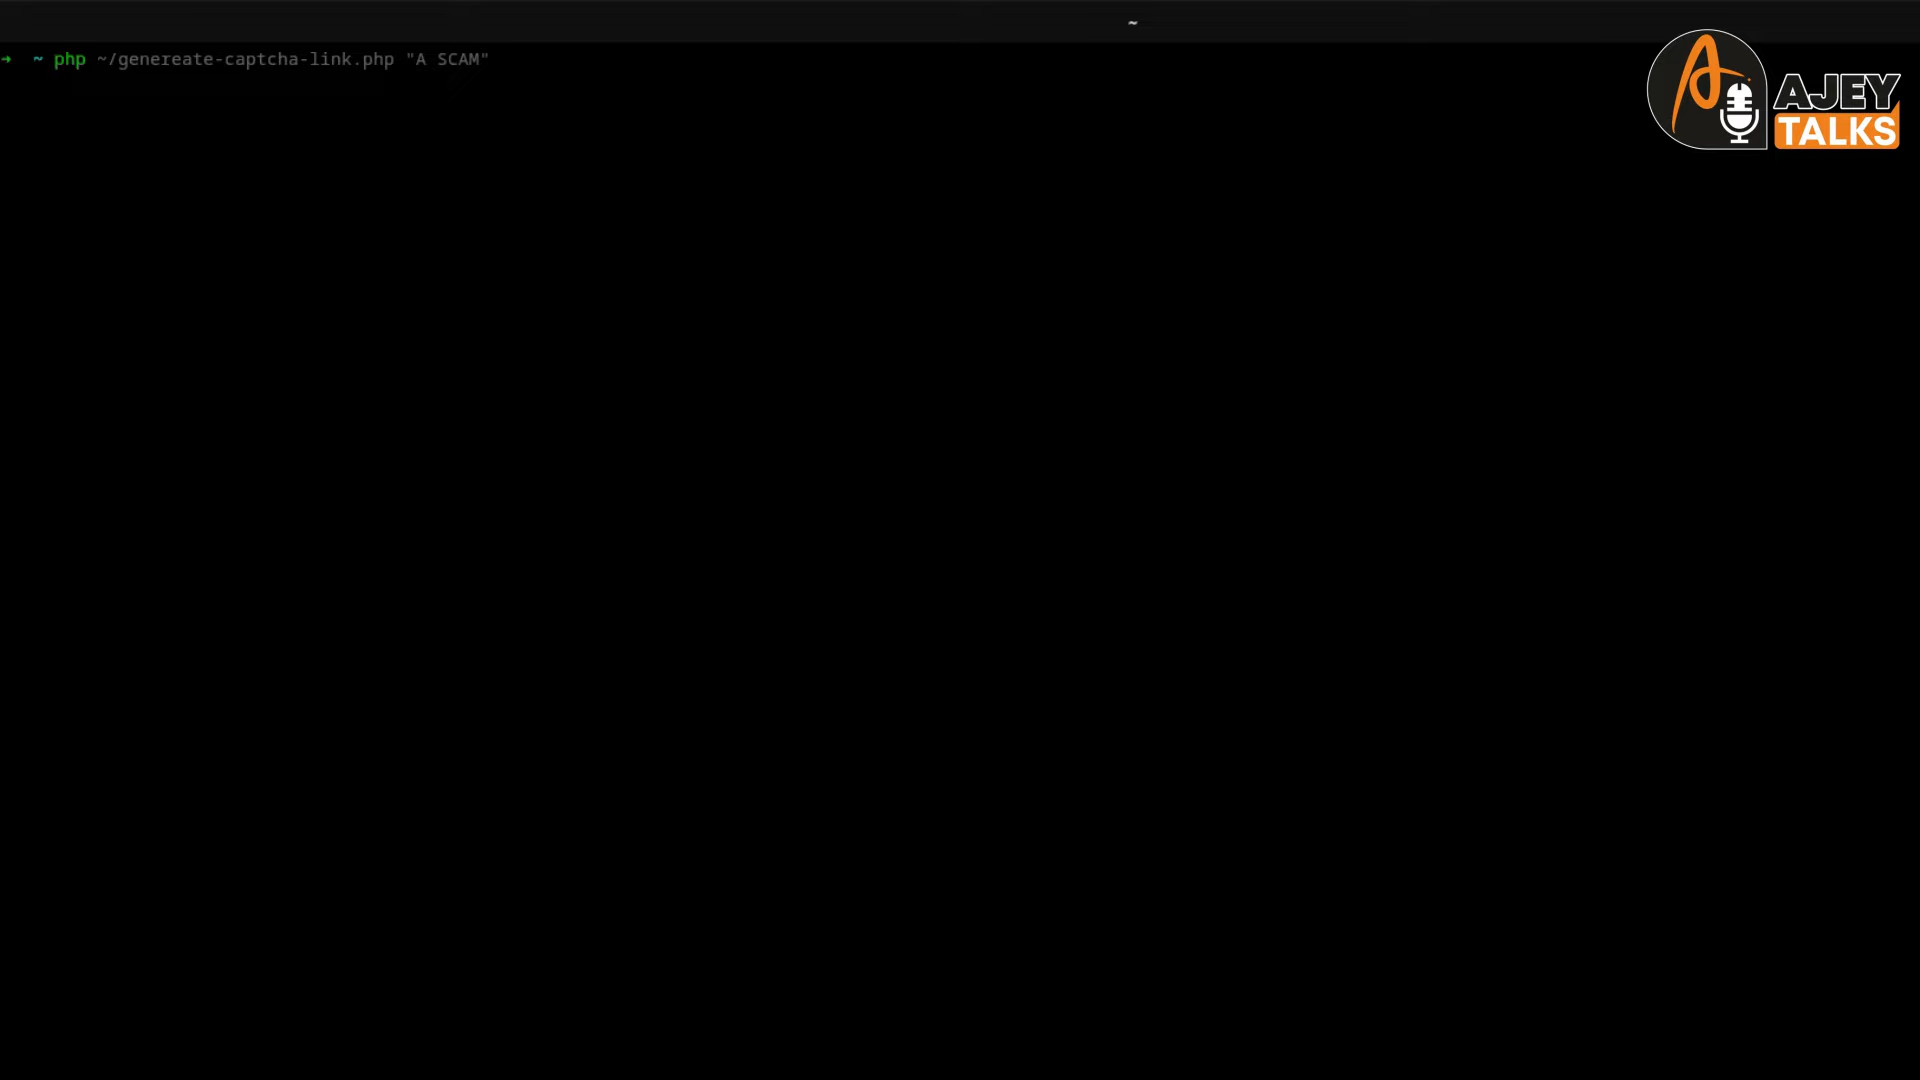 ~
➜ ~ php ~/genereate-captcha-link.php "A SCAM"
AJEY
TALKS